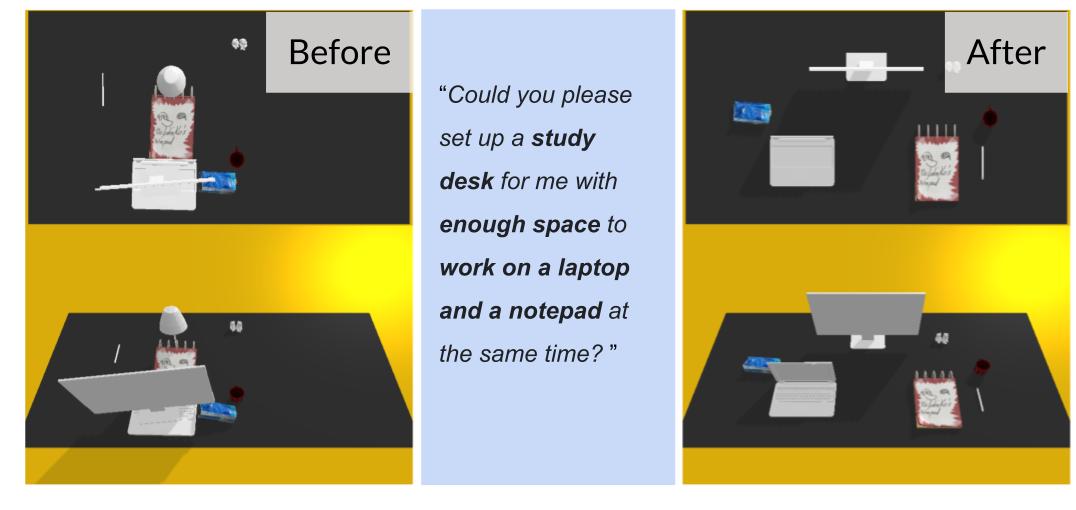 Before
“Could you please
set up a study
desk for me with
enough space to
work on a laptop
and a notepad at
the same time? ”
After